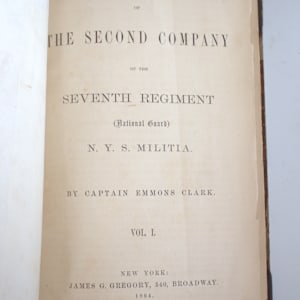 OF
THE SECOND COMPANY
OF THE
SEVENTH REGIMENT
(National Guard)
N. Y. S. MILITIA.
BY CAPTAIN EMMONS CLARK.
VOL. I.
NEW YORK:
JAMES G. GREGORY, 540, BROADWAY.
1864.